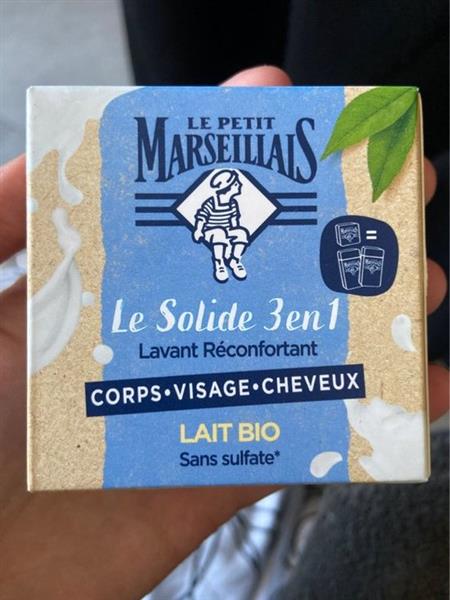 LE PETIT
MARSEILLAIS
=
Le Solide 3en1
Lavant Réconfortant
CORPS•VISAGE•CHEVEUX
LAIT BIO
Sans sulfate*